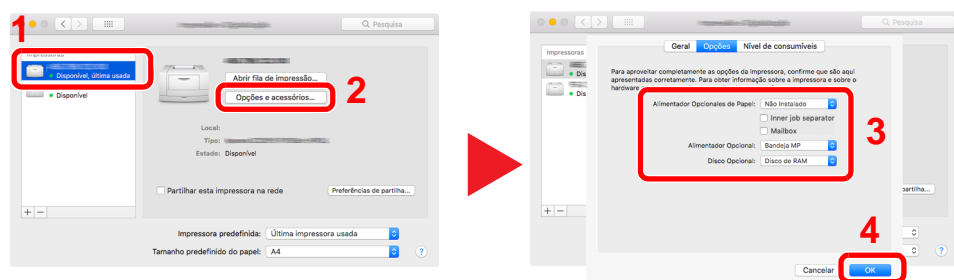 1
Pesquisa
Impressoras
Disponível, última usada
Disponível
Abrir fila de impressão...
Opções e acessórios...
2
Local:
Tipo:
Estado: Disponível
Partilhar esta impressora na rede
Preferências de partilha...
+ −
Impressora predefinida: Última impressora usada
Tamanho predefinido do papel: A4
?
Pesquisa
Impressoras
Dis
Dis
Geral Opções Nível de consumíveis
Para aproveitar completamente as opções da impressora, confirme que são aqui
apresentadas corretamente. Para obter informação sobre a impressora e sobre o
hardware
Alimentador Opcionales de Papel: Não Instalado
Inner job separator
Mailbox
Alimentador Opcional: Bandeja MP
Disco Opcional: Disco de RAM
3
partilha...
+ −
4
?
Cancelar OK